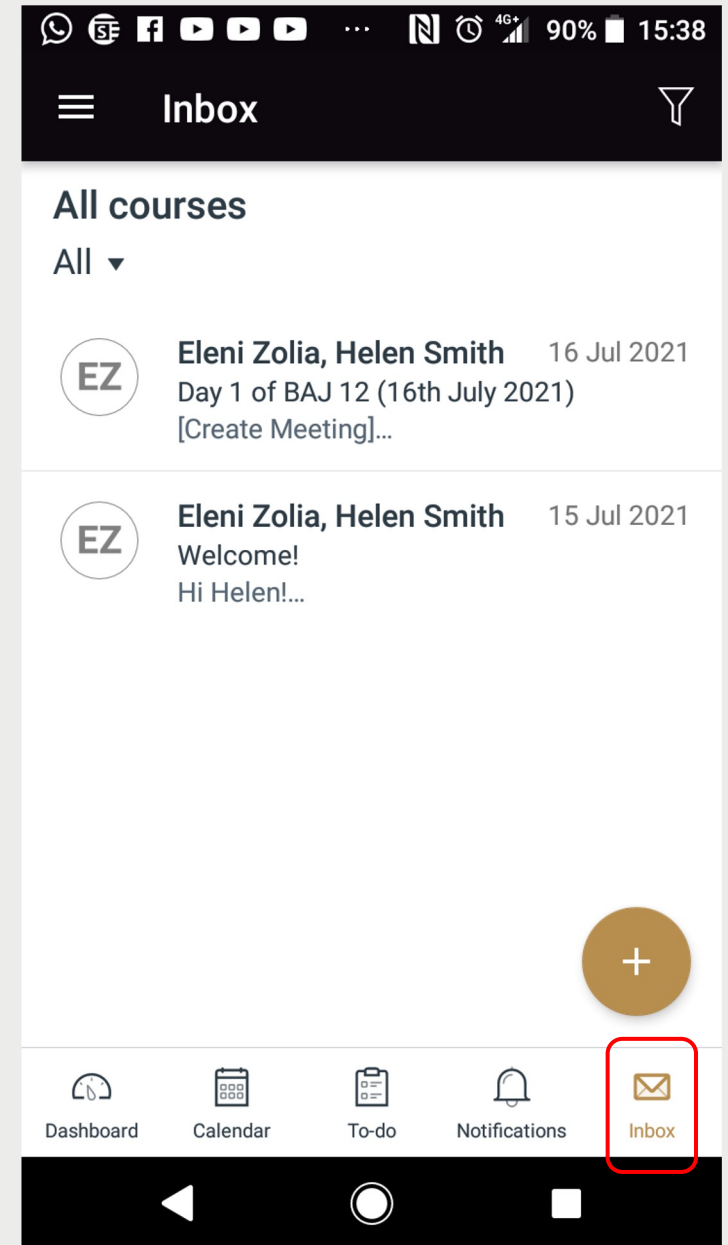 4G+ 90% 15:38
Inbox
All courses
All
EZ
Eleni Zolia, Helen Smith 16 Jul 2021
Day 1 of BAJ 12 (16th July 2021)
[Create Meeting]...
EZ
Eleni Zolia, Helen Smith 15 Jul 2021
Welcome!
Hi Helen!...
+
Dashboard Calendar To-do Notifications Inbox